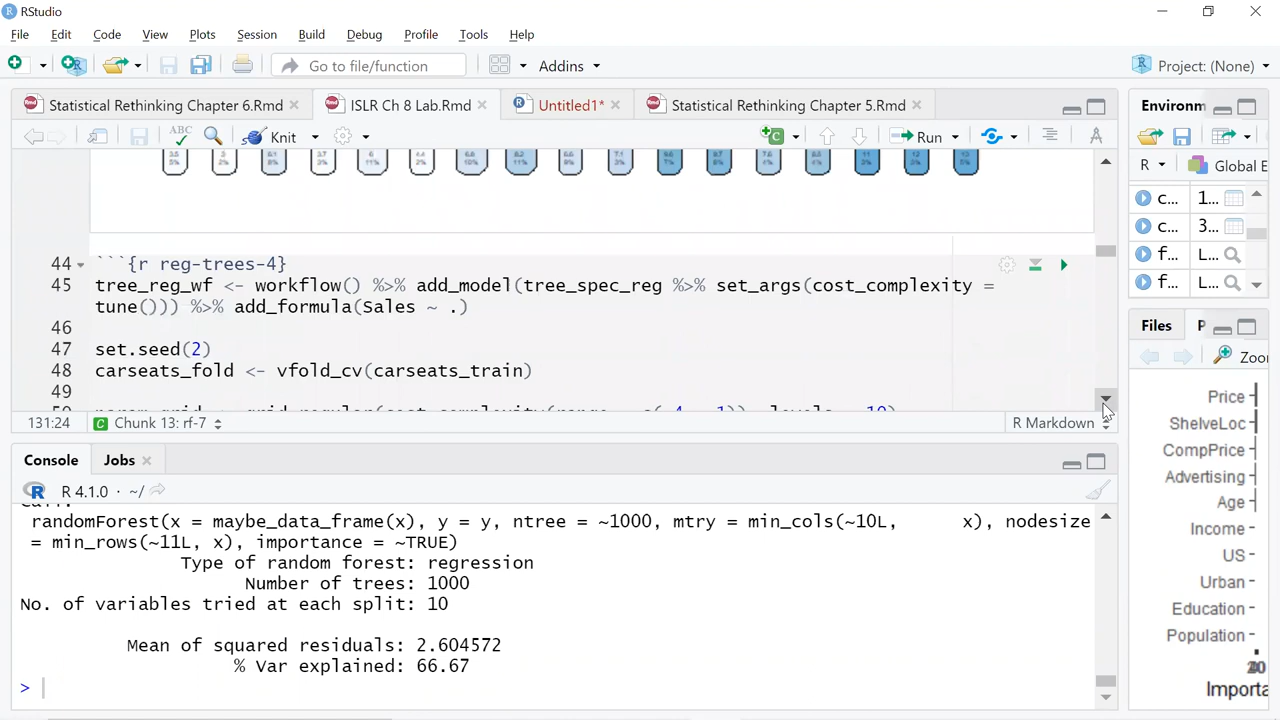 RStudio
File Edit Code View Plots Session Build Debug Profile Tools Help
Go to file/function Addins Project: (None)
Statistical Rethinking Chapter 6.Rmd ISLR Ch 8 Lab.Rmd Untitled1* Statistical Rethinking Chapter 5.Rmd Environm
ABC Knit Run
R Global E
44 ```{r reg-trees-4}
45 tree_reg_wf <- workflow() %>% add_model(tree_spec_reg %>% set_args(cost_complexity =
tune())) %>% add_formula(Sales ~ .)
46
47 set.seed(2)
48 carseats_fold <- vfold_cv(carseats_train)
49
131:24 Chunk 13: rf-7 R Markdown
c... 1...
c... 3...
f... L...
f... L...
Files P
Zoo
Price
ShelveLoc
CompPrice
Advertising
Age
Income
US
Urban
Education
Population
Importa
Console Jobs
R 4.1.0 · ~/
randomForest(x = maybe_data_frame(x), y = y, ntree = ~1000, mtry = min_cols(~10L, x), nodesize
= min_rows(~11L, x), importance = ~TRUE)
Type of random forest: regression
Number of trees: 1000
No. of variables tried at each split: 10
Mean of squared residuals: 2.604572
% Var explained: 66.67
>